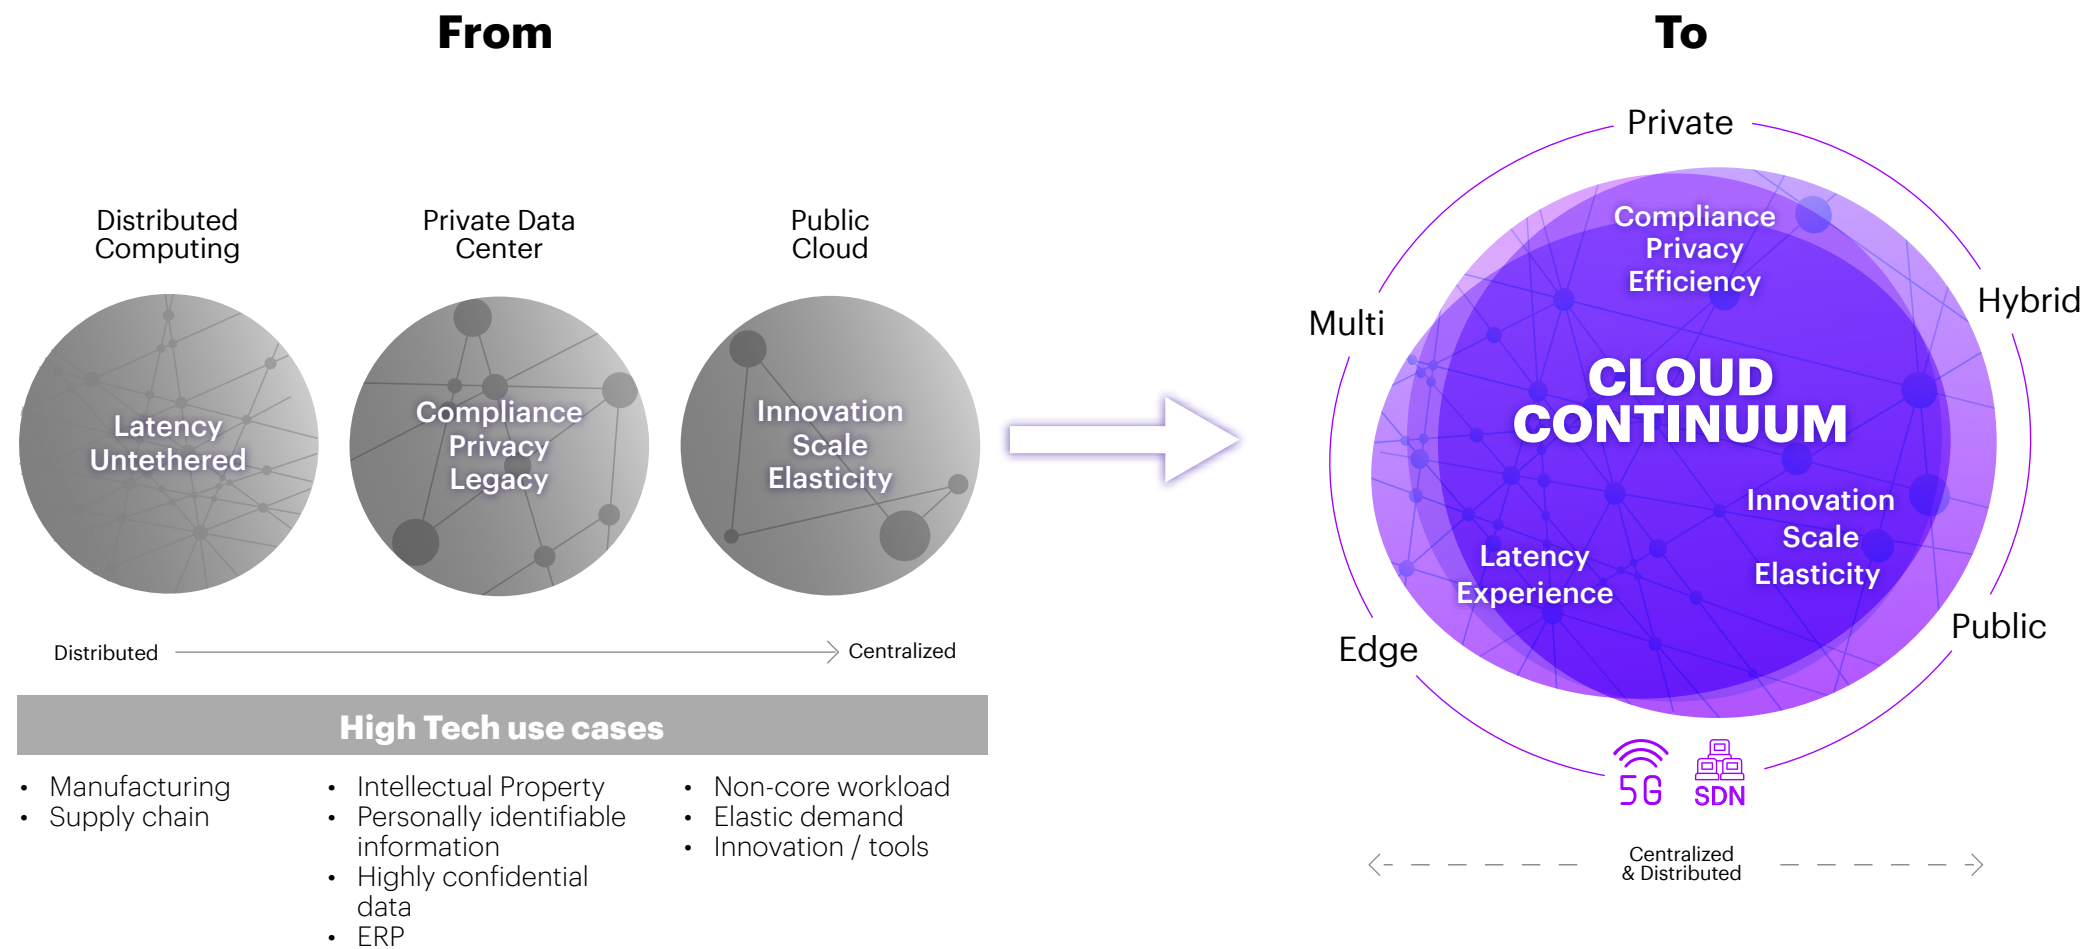 From
To
Distributed
Computing
Private Data
Center
Public
Cloud
Latency
Untethered
Compliance
Privacy
Legacy
Innovation
Scale
Elasticity
Distributed
Centralized
High Tech use cases
• Manufacturing
• Supply chain
• Intellectual Property
• Personally identifiable
information
• Highly confidential
data
• ERP
• Non-core workload
• Elastic demand
• Innovation / tools
Private
Hybrid
Multi
Public
Edge
Compliance
Privacy
Efficiency
CLOUD
CONTINUUM
Innovation
Scale
Elasticity
Latency
Experience
5G
SDN
Centralized
& Distributed